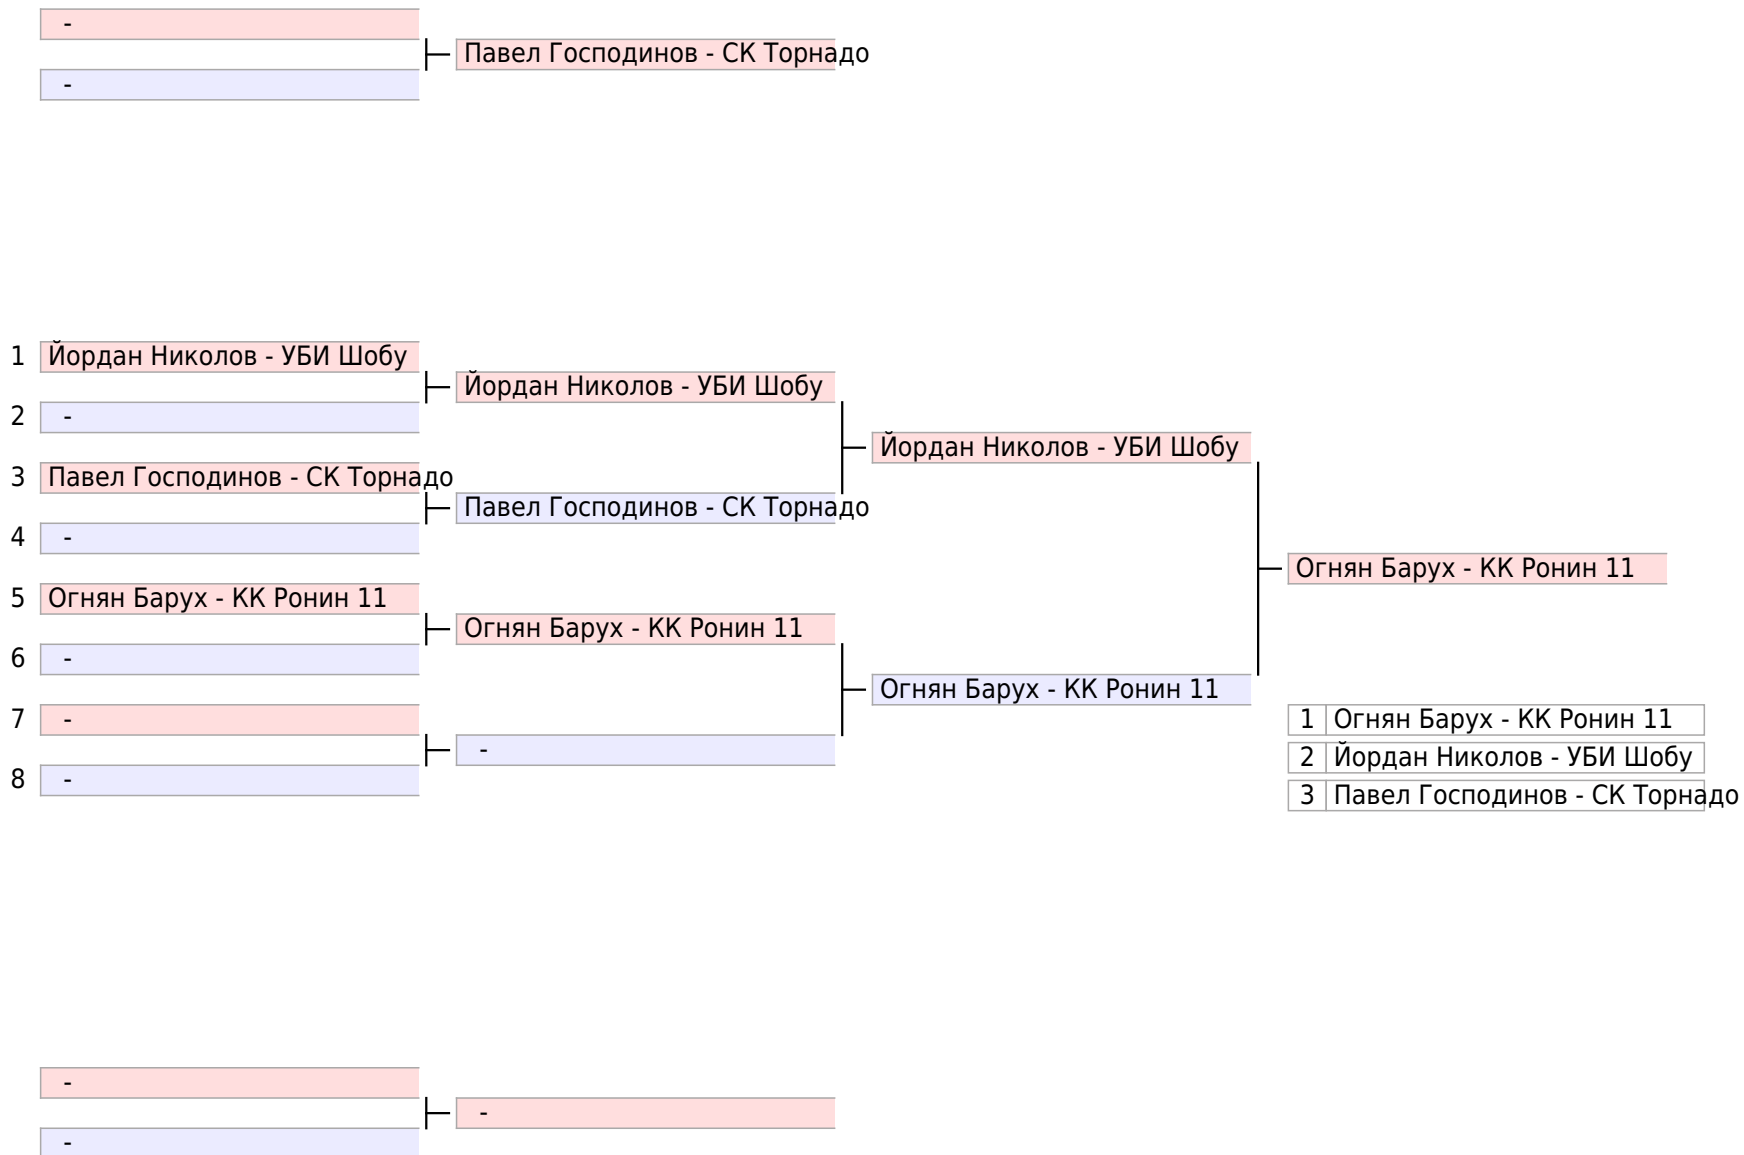 -
Павел Господинов - СК Торнадо
-
1 Йордан Николов - УБИ Шобу
Йордан Николов - УБИ Шобу
2 -
Йордан Николов - УБИ Шобу
3 Павел Господинов - СК Торнадо
Павел Господинов - СК Торнадо
4 -
Огнян Барух - КК Ронин 11
5 Огнян Барух - КК Ронин 11
Огнян Барух - КК Ронин 11
6 -
Огнян Барух - КК Ронин 11
7 -
-
8 -
1 Огнян Барух - КК Ронин 11
2 Йордан Николов - УБИ Шобу
3 Павел Господинов - СК Торнадо
-
-
-